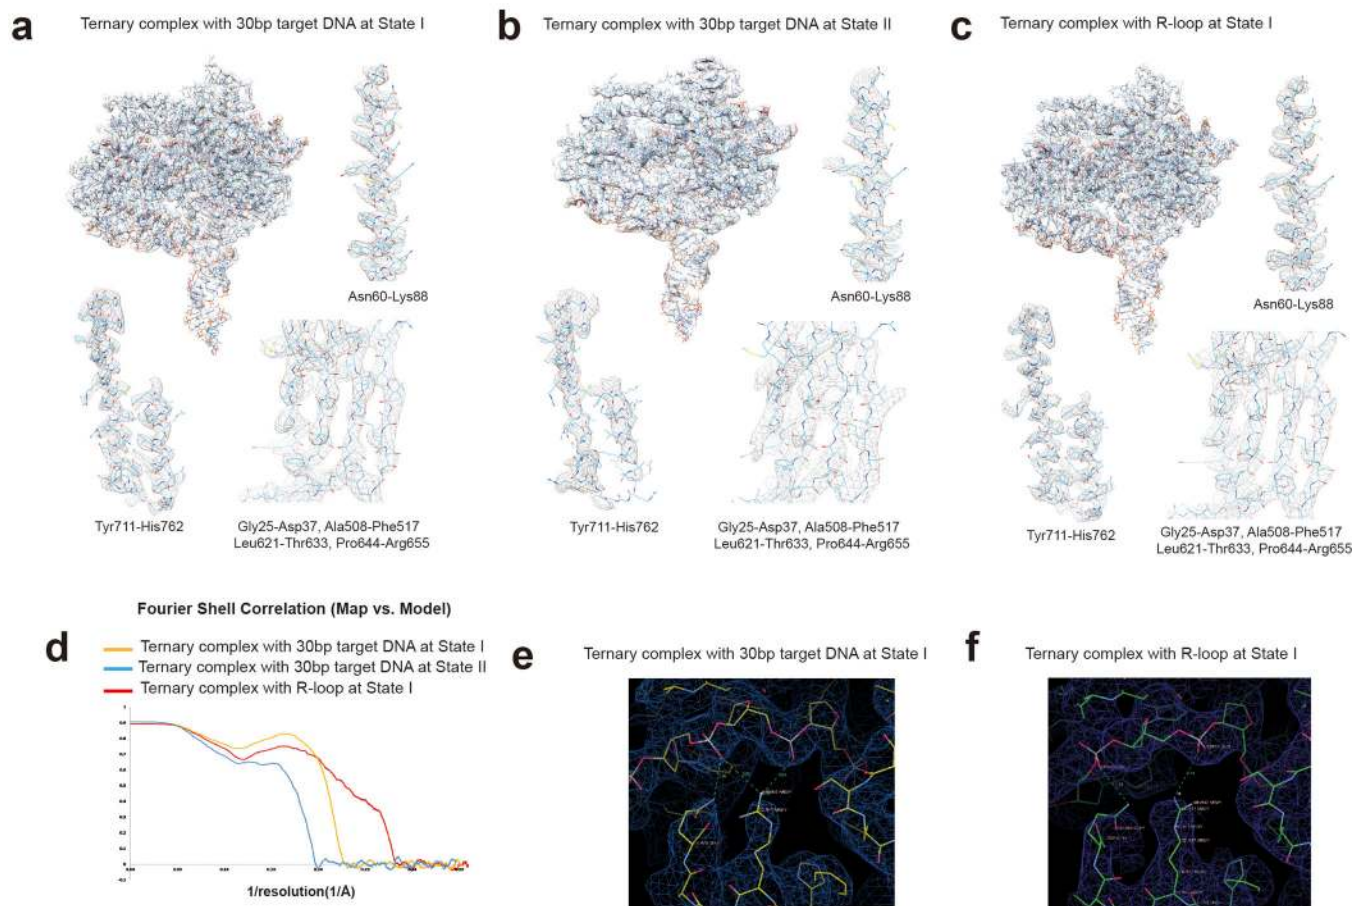 a
Ternary complex with 30bp target DNA at State I
b
Ternary complex with 30bp target DNA at State II
c
Ternary complex with R-loop at State I
Asn60-Lys88
Asn60-Lys88
Asn60-Lys88
Tyr711-His762
Gly25-Asp37, Ala508-Phe517
Leu621-Thr633, Pro644-Arg655
Tyr711-His762
Gly25-Asp37, Ala508-Phe517
Leu621-Thr633, Pro644-Arg655
Tyr711-His762
Gly25-Asp37, Ala508-Phe517
Leu621-Thr633, Pro644-Arg655
d
Fourier Shell Correlation (Map vs. Model)
Ternary complex with 30bp target DNA at State I
Ternary complex with 30bp target DNA at State II
Ternary complex with R-loop at State I
1/resolution(1/Å)
e
Ternary complex with 30bp target DNA at State I
f
Ternary complex with R-loop at State I